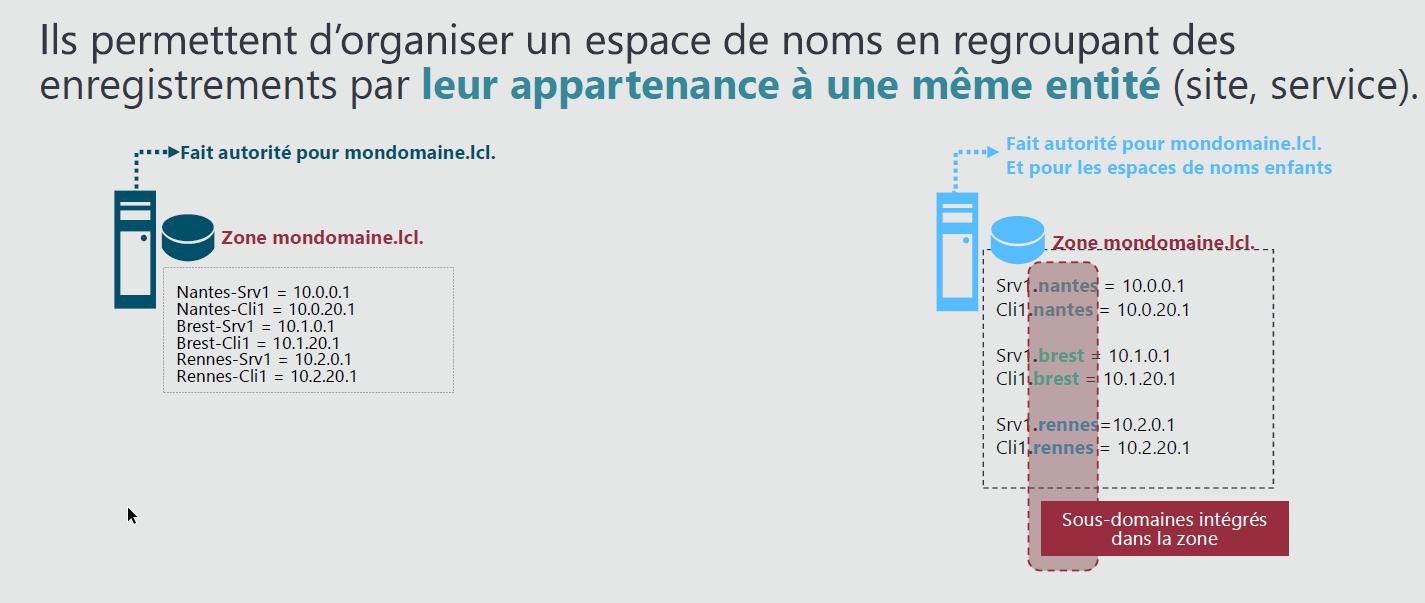 Ils permettent d’organiser un espace de noms en regroupant des
enregistrements par leur appartenance à une même entité (site, service).
Fait autorité pour mondomaine.lcl.
Zone mondomaine.lcl.
Nantes-Srv1 = 10.0.0.1
Nantes-Cli1 = 10.0.20.1
Brest-Srv1 = 10.1.0.1
Brest-Cli1 = 10.1.20.1
Rennes-Srv1 = 10.2.0.1
Rennes-Cli1 = 10.2.20.1
Fait autorité pour mondomaine.lcl.
Et pour les espaces de noms enfants
Zone mondomaine.lcl.
Srv1.nantes = 10.0.0.1
Cli1.nantes = 10.0.20.1
Srv1.brest = 10.1.0.1
Cli1.brest = 10.1.20.1
Srv1.rennes=10.2.0.1
Cli1.rennes = 10.2.20.1
Sous-domaines intégrés
dans la zone